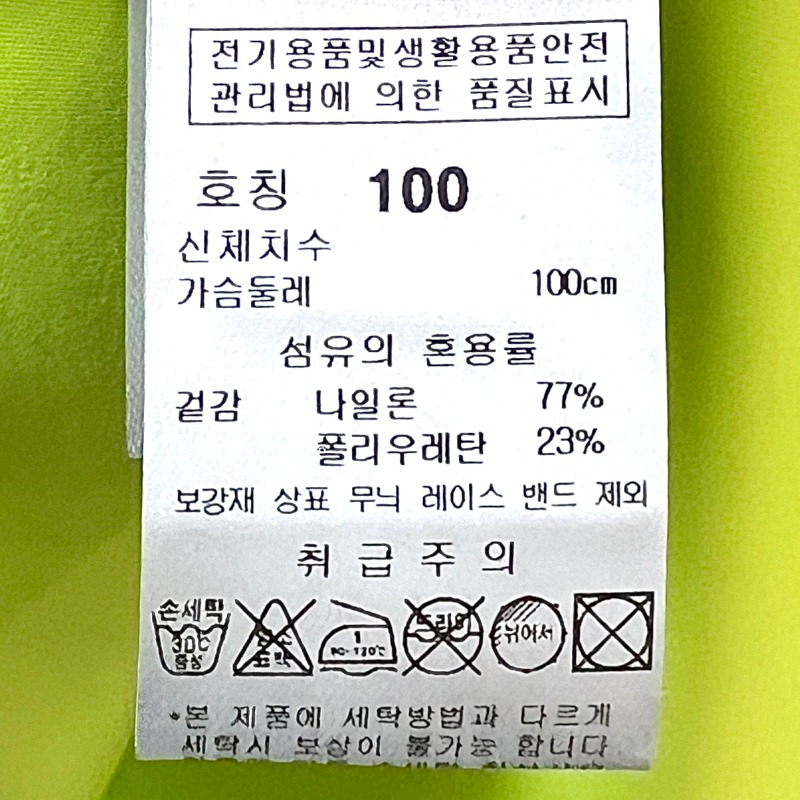 전기용품및생활용품안전
관리법에 의한 품질표시
호칭 100
신체치수
가슴둘레 100cm
섬유의 혼용률
겉감 나일론 77%
폴리우레탄 23%
보강재 상표 무늬 레이스 밴드 제외
취급주의
손세탁 드라이
30℃ 1 뉘어서
중성
*본 제품에 세탁방법과 다르게
세탁시 보상이 불가능 합니다